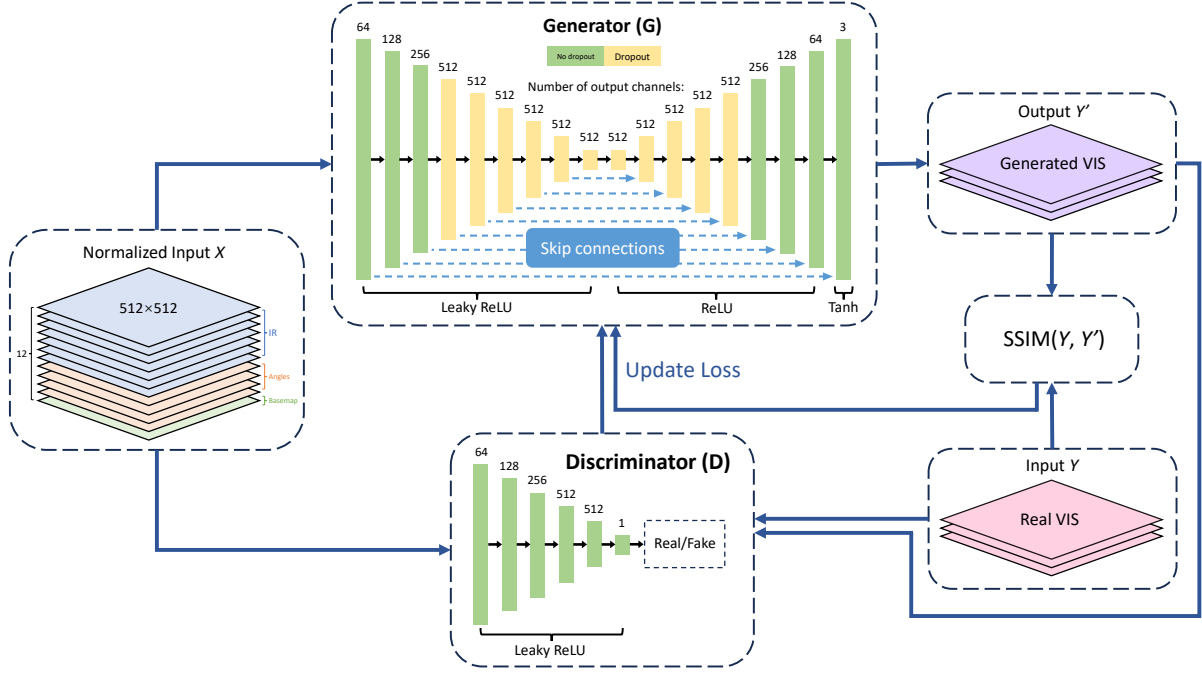 Generator (G)
64
128
256
512
512
512
512
512
512
512
512
512
512
512
256
128
64
3
No dropout
Dropout
Number of output channels:
Skip connections
Leaky ReLU
ReLU
Tanh
Output Y’
Generated VIS
Normalized Input X
512×512
12
IR
Angles
Basemap
SSIM(Y, Y’)
Update Loss
Discriminator (D)
64
128
256
512
512
1
Real/Fake
Leaky ReLU
Input Y
Real VIS